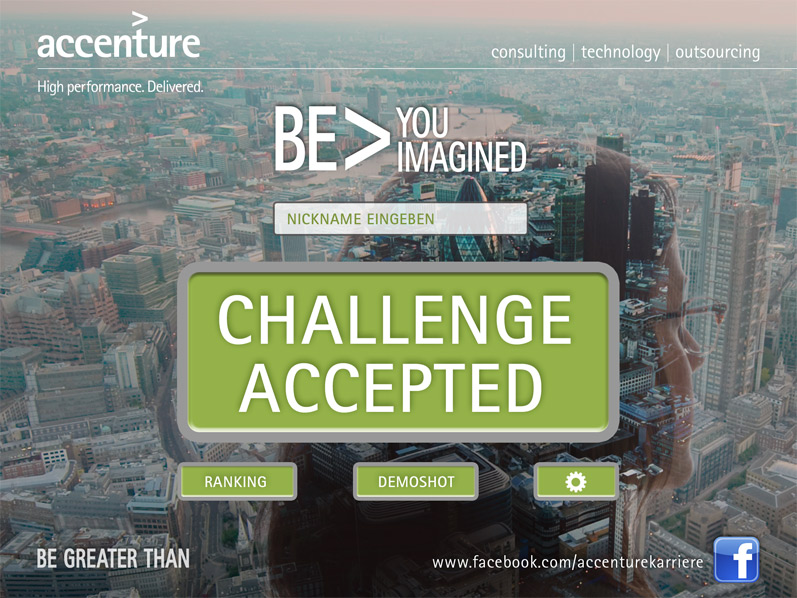 accenture
consulting | technology | outsourcing
High performance. Delivered.
BE> YOU
IMAGINED
NICKNAME EINGEBEN
CHALLENGE
ACCEPTED
RANKING
DEMOSHOT
BE GREATER THAN
www.facebook.com/accenturekarriere
f